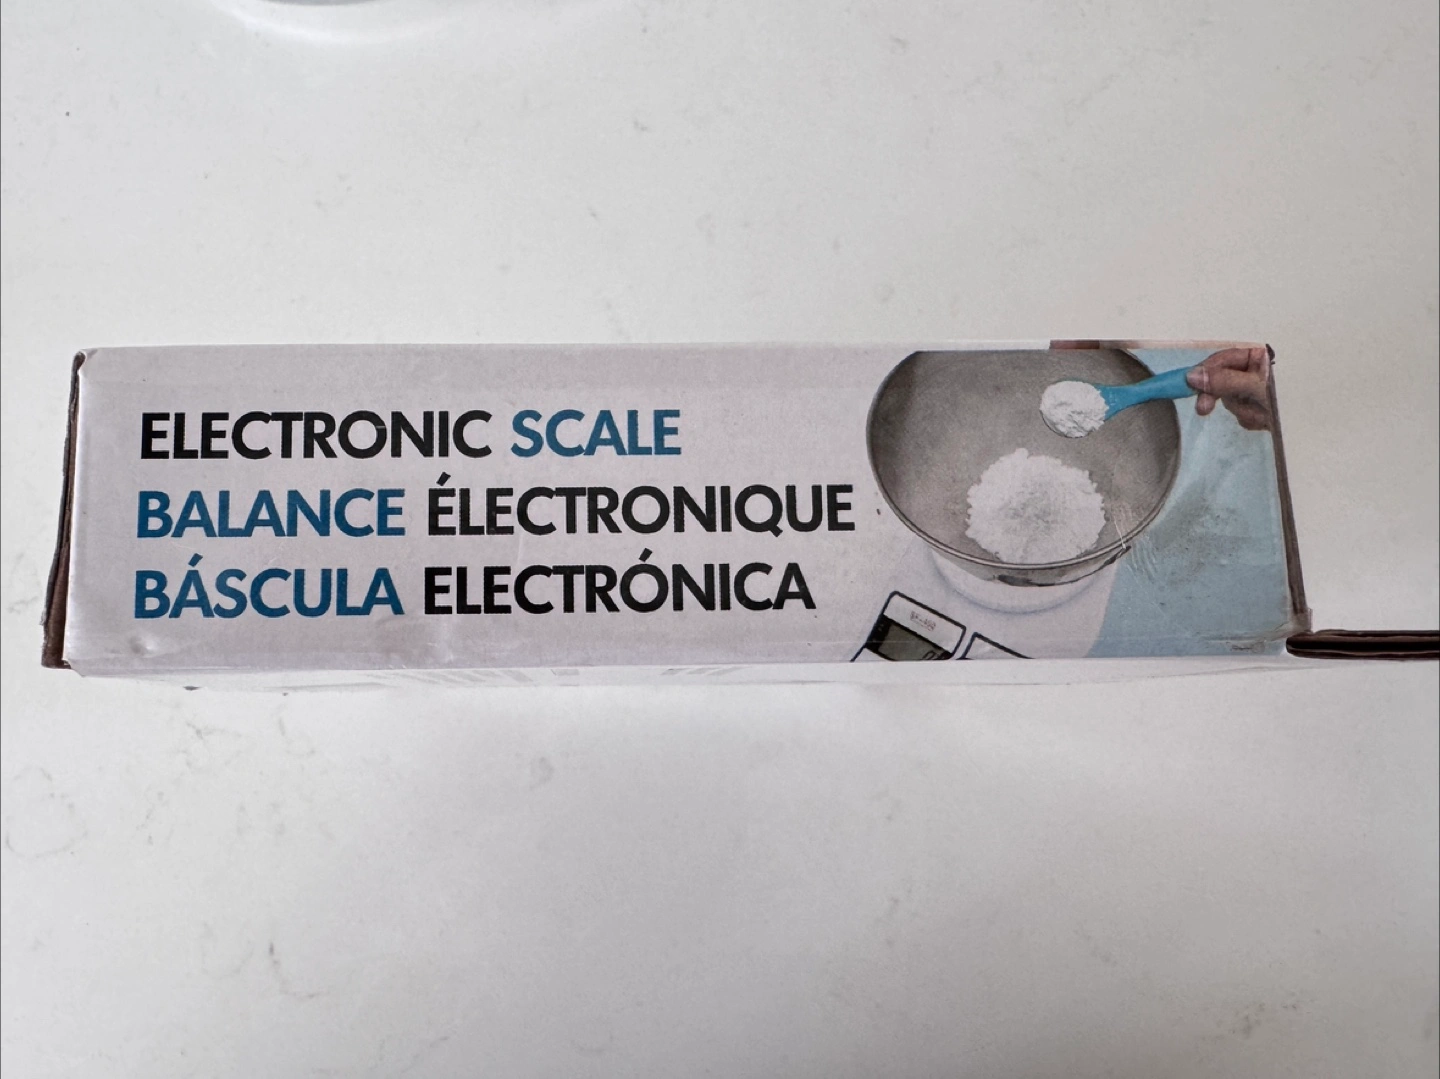 ELECTRONIC SCALE
BALANCE ÉLECTRONIQUE
BÁSCULA ELECTRÓNICA